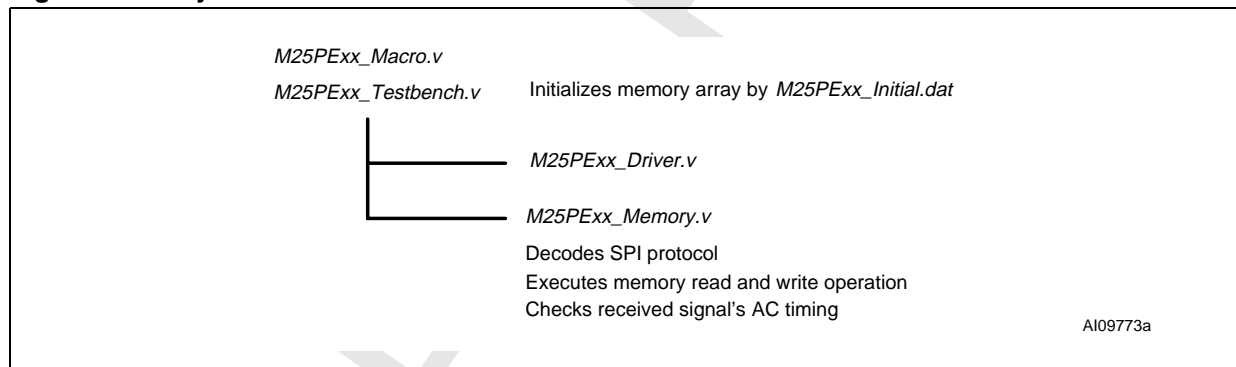 M25PExx_Macro.v
M25PExx_Testbench.v Initializes memory array by M25PExx_Initial.dat
M25PExx_Driver.v
M25PExx_Memory.v
Decodes SPI protocol
Executes memory read and write operation
Checks received signal's AC timing
AI09773a